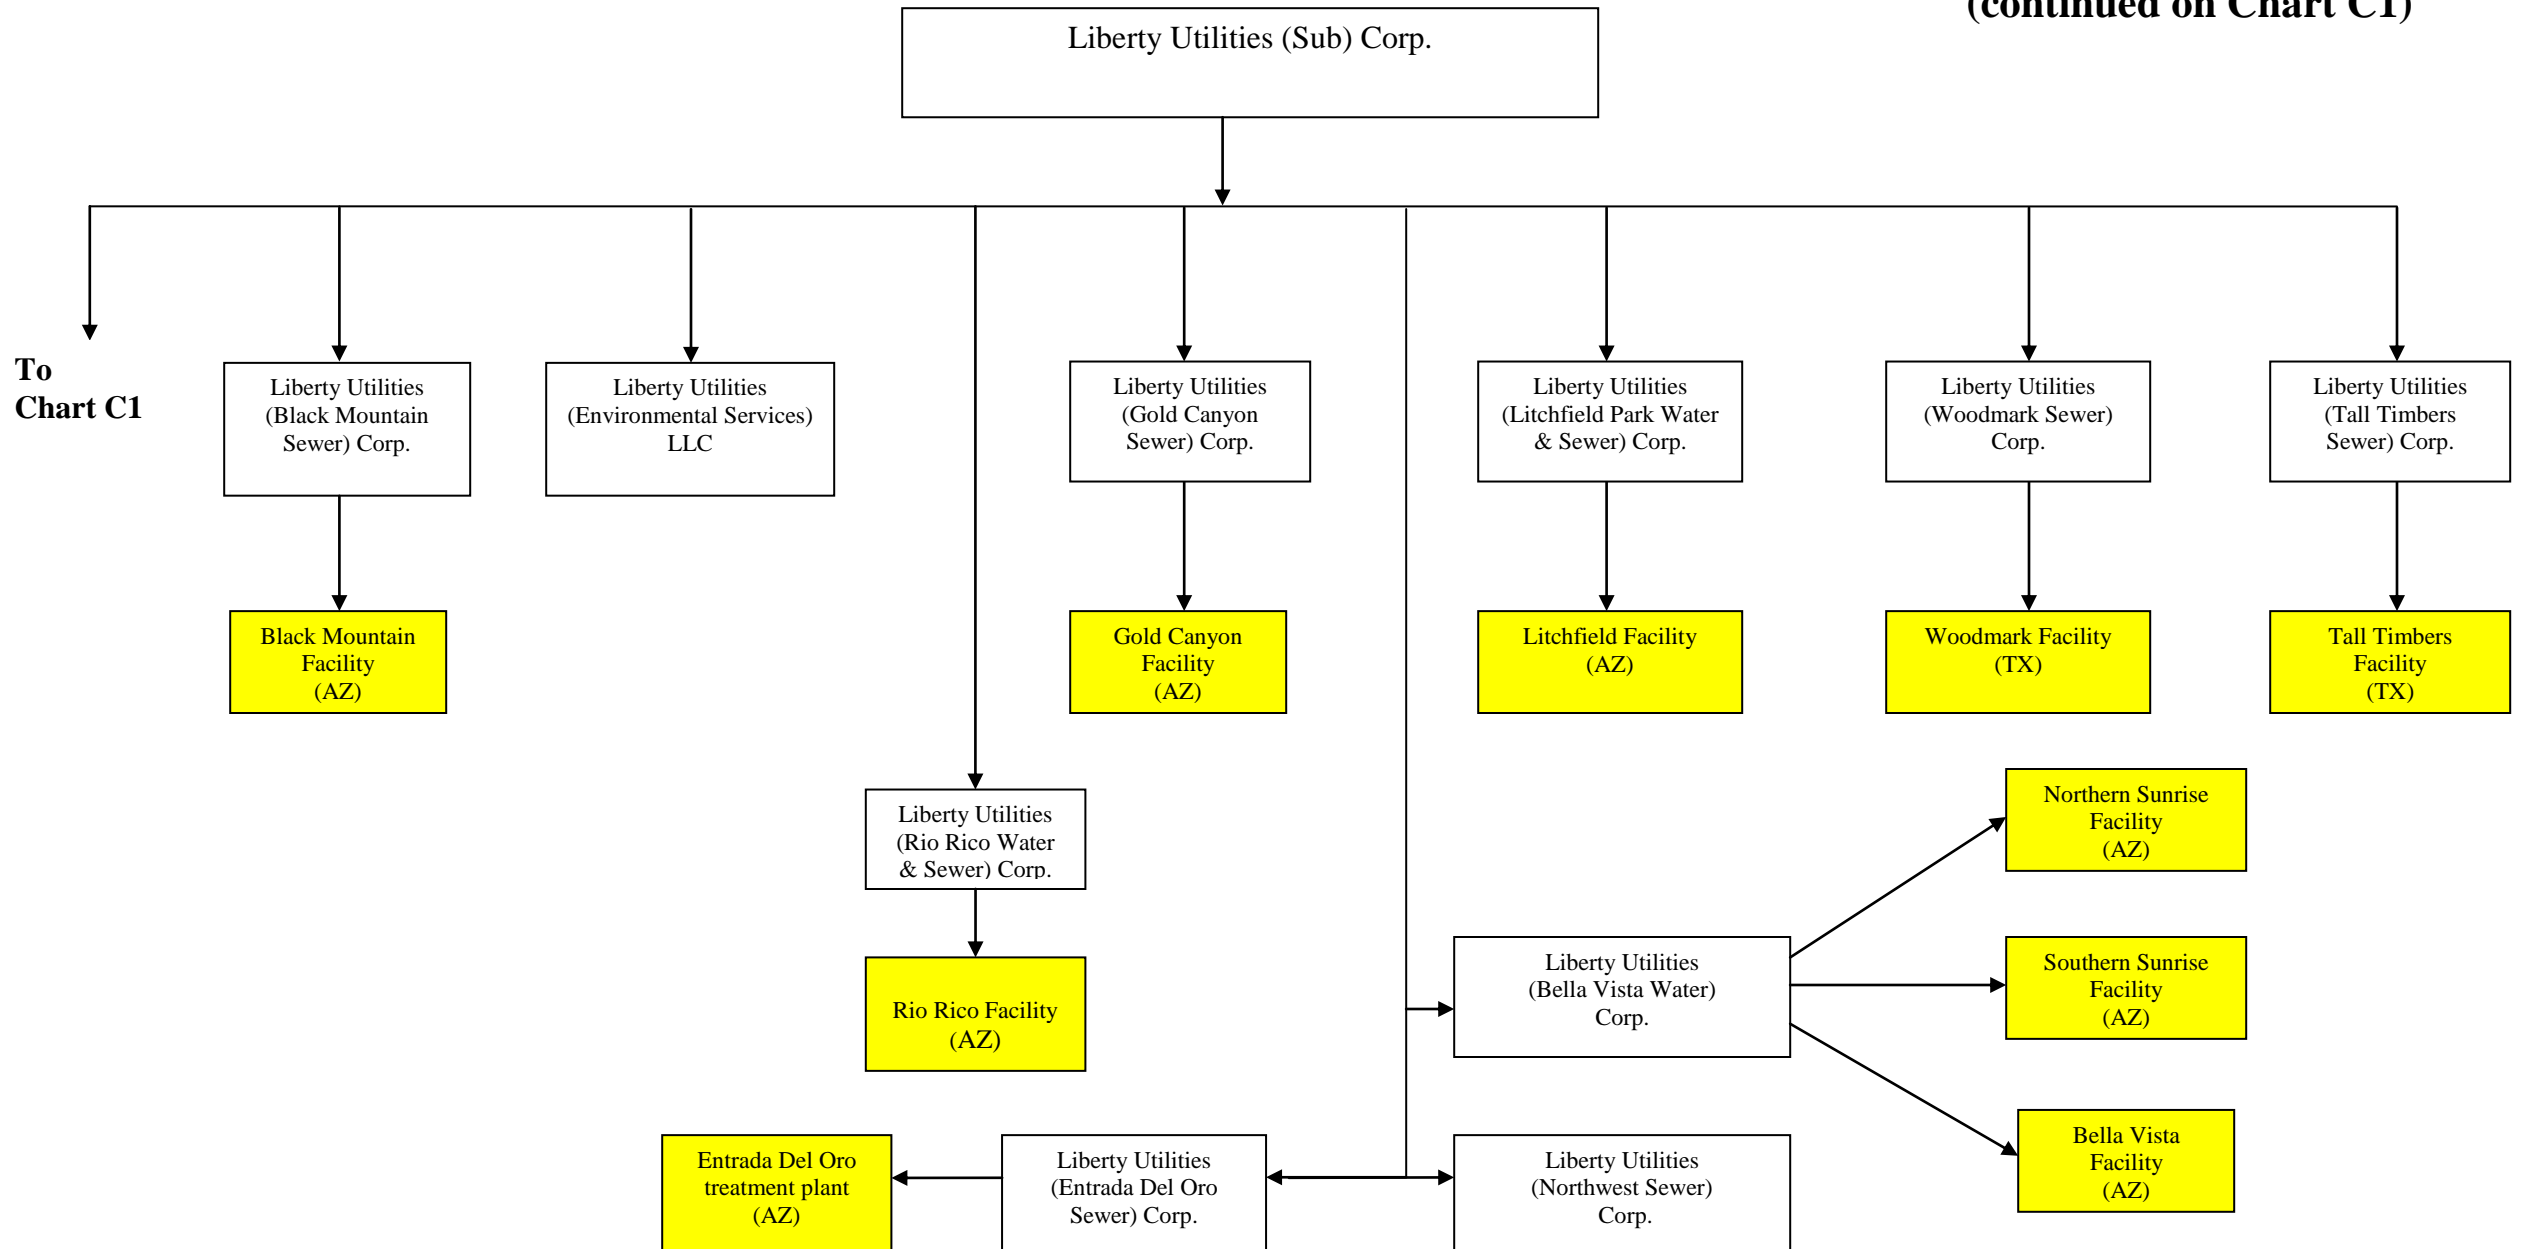 (continued on Chart C1)
Liberty Utilities (Sub) Corp.
To
Chart C1
Liberty Utilities
(Black Mountain
Sewer) Corp.
Liberty Utilities
(Environmental Services)
LLC
Liberty Utilities
(Gold Canyon
Sewer) Corp.
Liberty Utilities
(Litchfield Park Water
& Sewer) Corp.
Liberty Utilities
(Woodmark Sewer)
Corp.
Liberty Utilities
(Tall Timbers
Sewer) Corp.
Black Mountain
Facility
(AZ)
Gold Canyon
Facility
(AZ)
Litchfield Facility
(AZ)
Woodmark Facility
(TX)
Tall Timbers
Facility
(TX)
Liberty Utilities
(Rio Rico Water
& Sewer) Corp.
Northern Sunrise
Facility
(AZ)
Rio Rico Facility
(AZ)
Liberty Utilities
(Bella Vista Water)
Corp.
Southern Sunrise
Facility
(AZ)
Entrada Del Oro
treatment plant
(AZ)
Liberty Utilities
(Entrada Del Oro
Sewer) Corp.
Liberty Utilities
(Northwest Sewer)
Corp.
Bella Vista
Facility
(AZ)